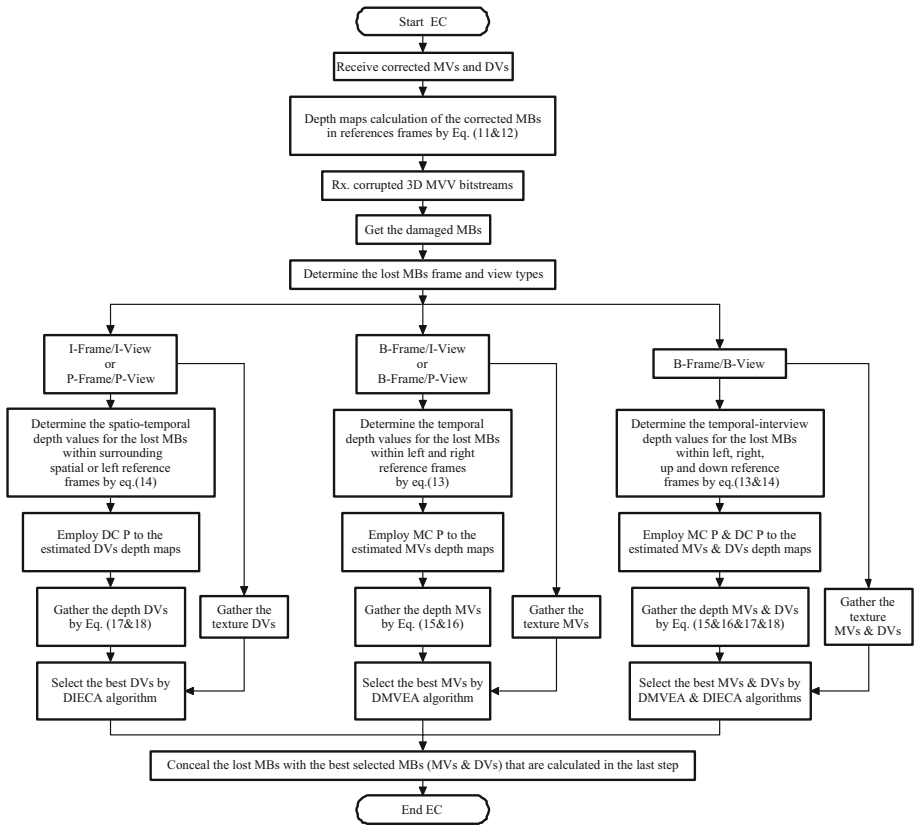 Start EC
Receive corrected MVs and DVs
Depth maps calculation of the corrected MBs
in references frames by Eq. (11&12)
Rx. corrupted 3D MVV bitstreams
Get the damaged MBs
Determine the lost MBs frame and view types
I-Frame/I-View
or
P-Frame/P-View
B-Frame/I-View
or
B-Frame/P-View
B-Frame/B-View
Determine the spatio-temporal
depth values for the lost MBs
within surrounding
spatial or left reference
frames by eq.(14)
Determine the temporal
depth values for the lost MBs
within left and right
reference frames
by eq.(13)
Determine the temporal-interview
depth values for the lost MBs
within left, right,
up and down reference
frames by eq.(13&14)
Employ DC P to the
estimated DVs depth maps
Employ MC P to the
estimated MVs depth maps
Employ MC P & DC P to the
estimated MVs & DVs depth maps
Gather the depth DVs
by Eq. (17&18)
Gather the
texture DVs
Gather the depth MVs
by Eq. (15&16)
Gather the
texture MVs
Gather the depth MVs & DVs
by Eq. (15&16&17&18)
Gather the
texture
MVs & DVs
Select the best DVs by
DIECA algorithm
Select the best MVs by
DMVEA algorithm
Select the best MVs & DVs by
DMVEA & DIECA algorithms
Conceal the lost MBs with the best selected MBs (MVs & DVs) that are calculated in the last step
End EC